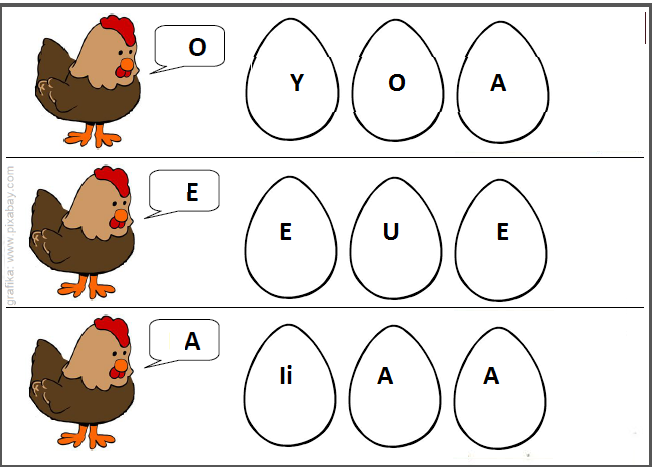 O Y O A
E E U E
A Ii A A
grafika: www.pixabay.com